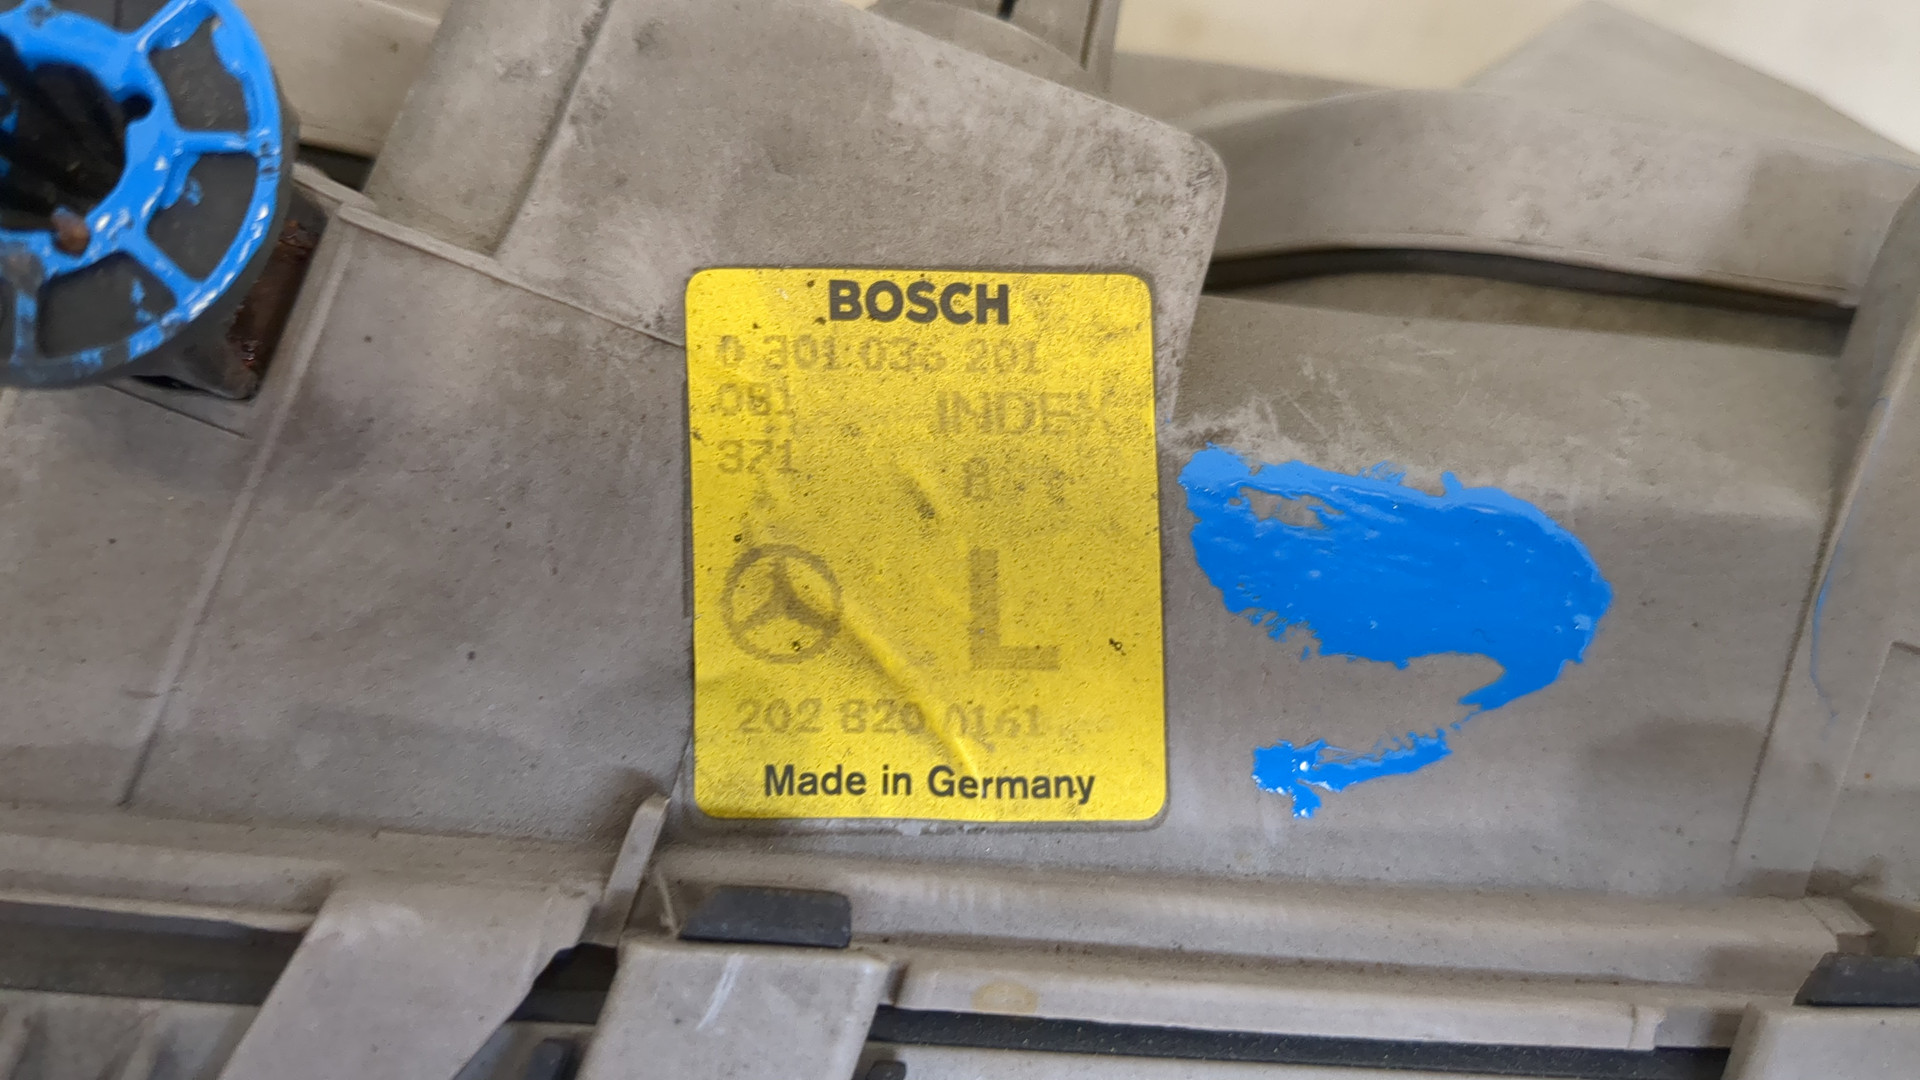 BOSCH
0 301 036 201
081 INDEX
371 B
L
202 820 0161
Made in Germany